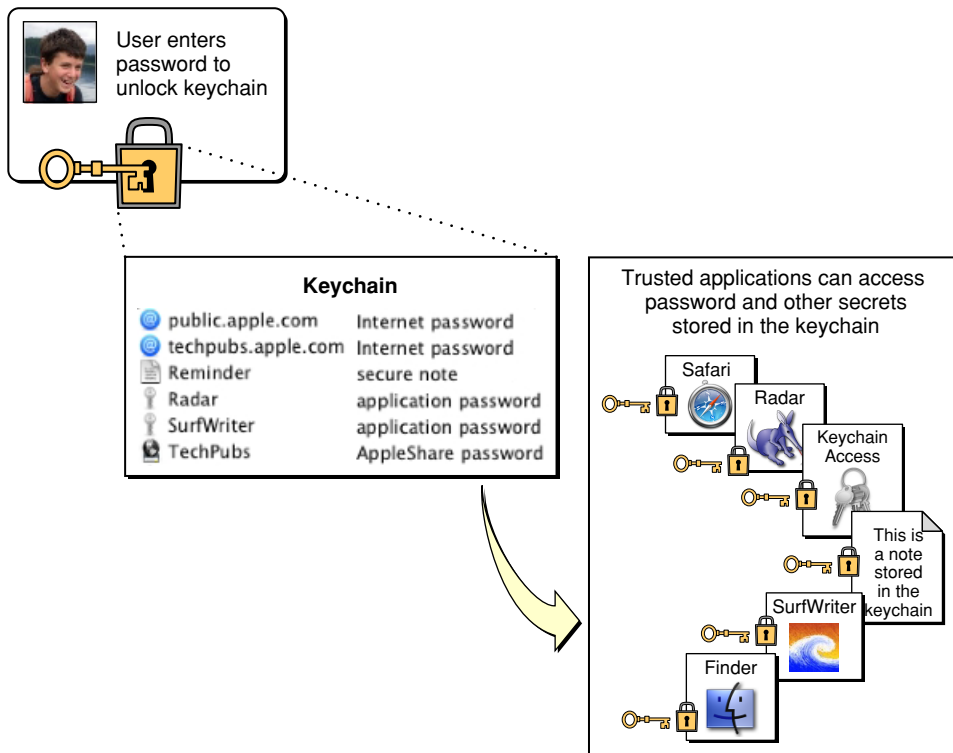 User enters
password to
unlock keychain
Keychain
public.apple.com Internet password
techpubs.apple.com Internet password
Reminder secure note
Radar application password
SurfWriter application password
TechPubs AppleShare password
Trusted applications can access
password and other secrets
stored in the keychain
Safari
Radar
Keychain
Access
This is
a note
stored
in the
keychain
SurfWriter
Finder